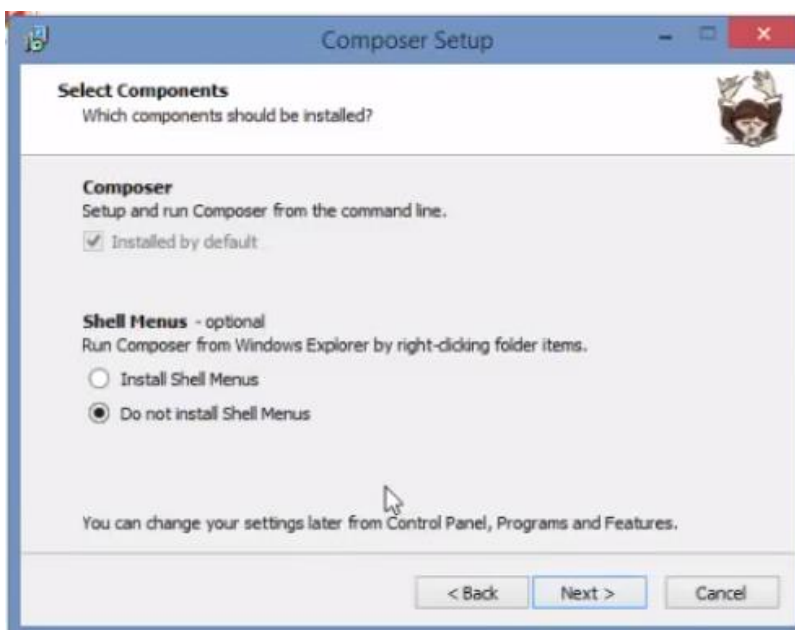 Composer Setup
Select Components
Which components should be installed?
Composer
Setup and run Composer from the command line.
Installed by default
Shell Menus - optional
Run Composer from Windows Explorer by right-clicking folder items.
Install Shell Menus
Do not install Shell Menus
You can change your settings later from Control Panel, Programs and Features.
< Back Next > Cancel